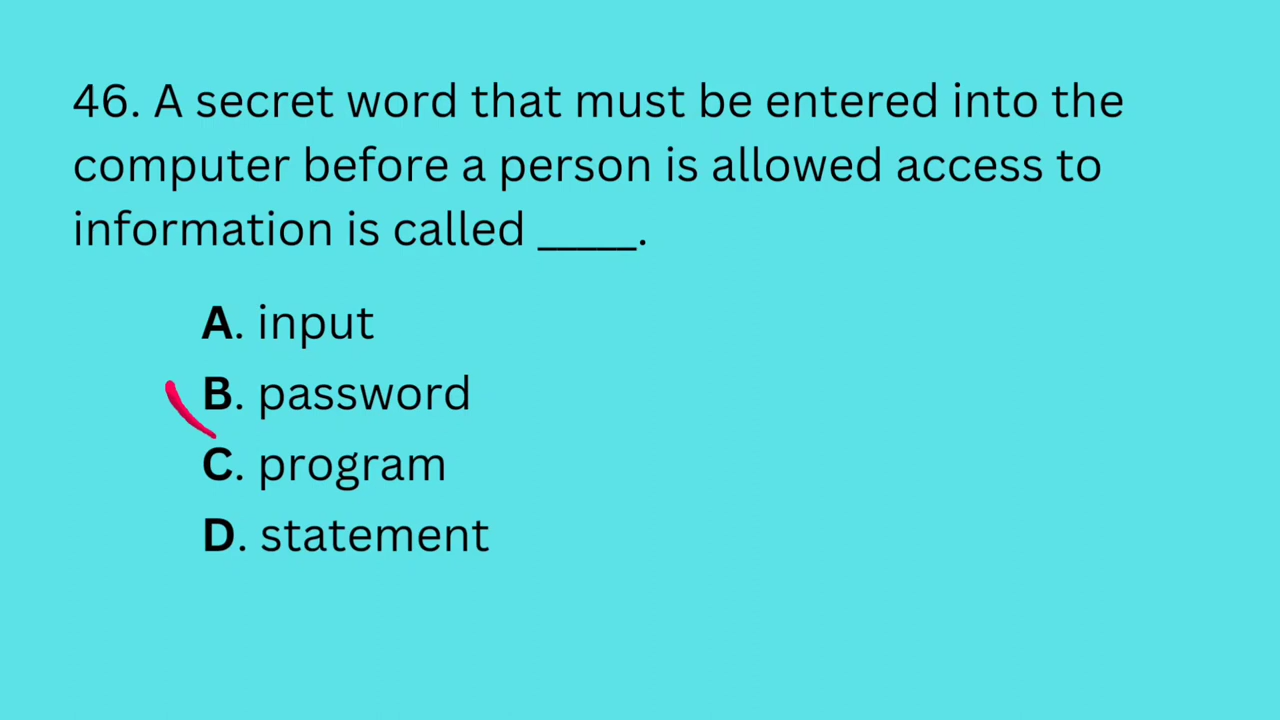 46. A secret word that must be entered into the
computer before a person is allowed access to
information is called _____.
A. input
B. password
C. program
D. statement